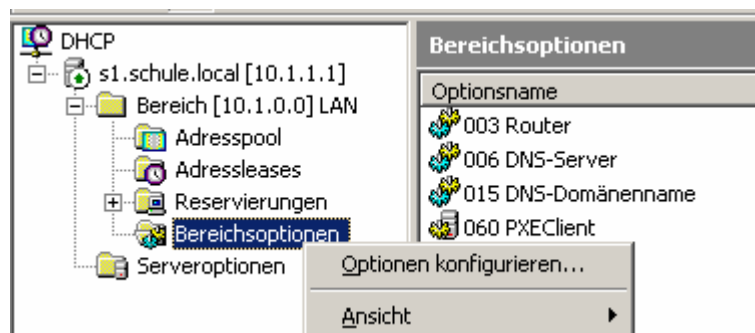 DHCP
s1.schule.local [10.1.1.1]
Bereich [10.1.0.0] LAN
Adresspool
Adressleases
Reservierungen
Bereichsoptionen
Serveroptionen
Bereichsoptionen
Optionsname
003 Router
006 DNS-Server
015 DNS-Domänenname
060 PXEClient
Optionen konfigurieren...
Ansicht